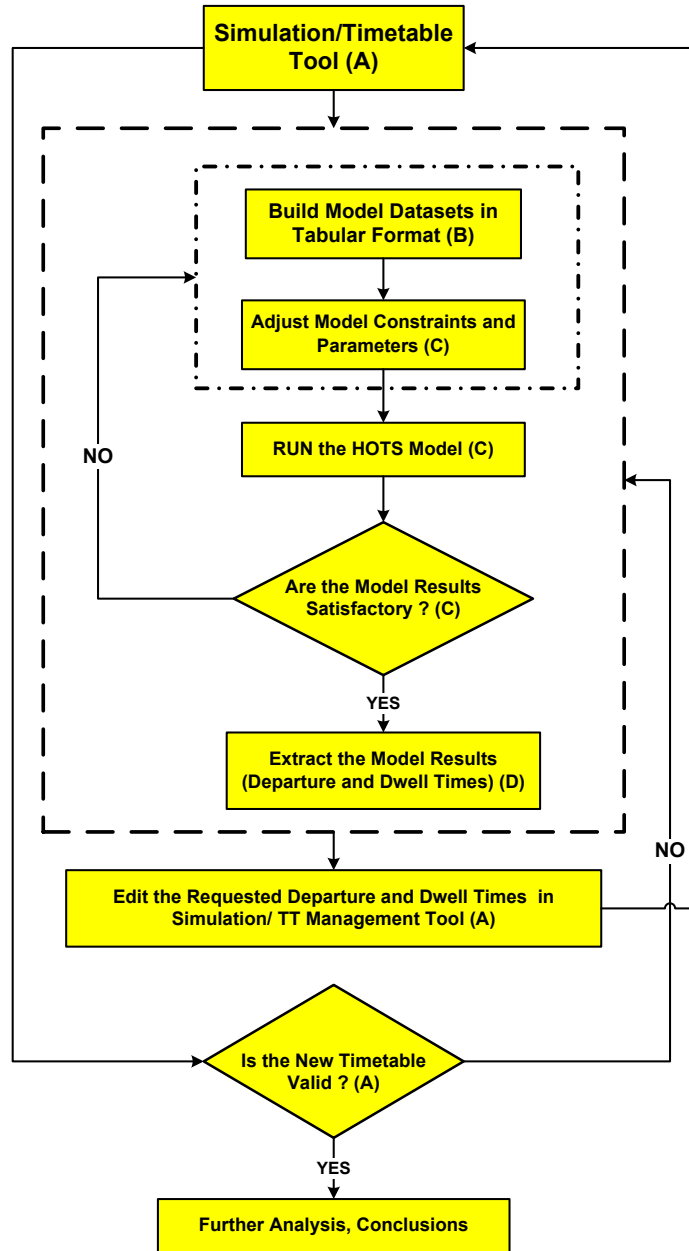 Simulation/Timetable
Tool (A)
Build Model Datasets in
Tabular Format (B)
Adjust Model Constraints and
Parameters (C)
RUN the HOTS Model (C)
NO
Are the Model Results
Satisfactory ? (C)
YES
Extract the Model Results
(Departure and Dwell Times) (D)
NO
Edit the Requested Departure and Dwell Times in
Simulation/ TT Management Tool (A)
Is the New Timetable
Valid ? (A)
YES
Further Analysis, Conclusions